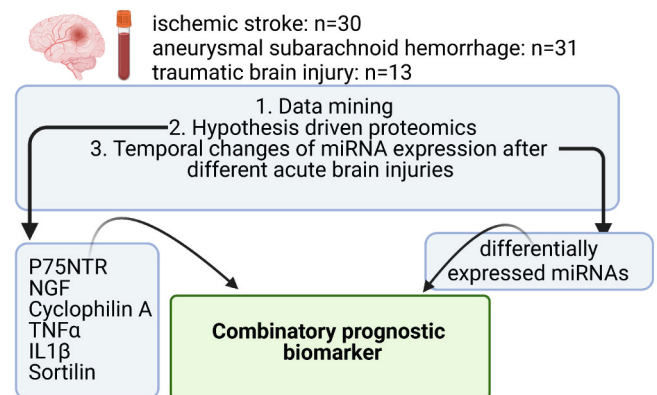 ischemic stroke: n=30
aneurysmal subarachnoid hemorrhage: n=31
traumatic brain injury: n=13
1. Data mining
2. Hypothesis driven proteomics
3. Temporal changes of miRNA expression after
different acute brain injuries
P75NTR
NGF
Cyclophilin A
TNFα
IL1β
Sortilin
differentially
expressed miRNAs
Combinatory prognostic
biomarker